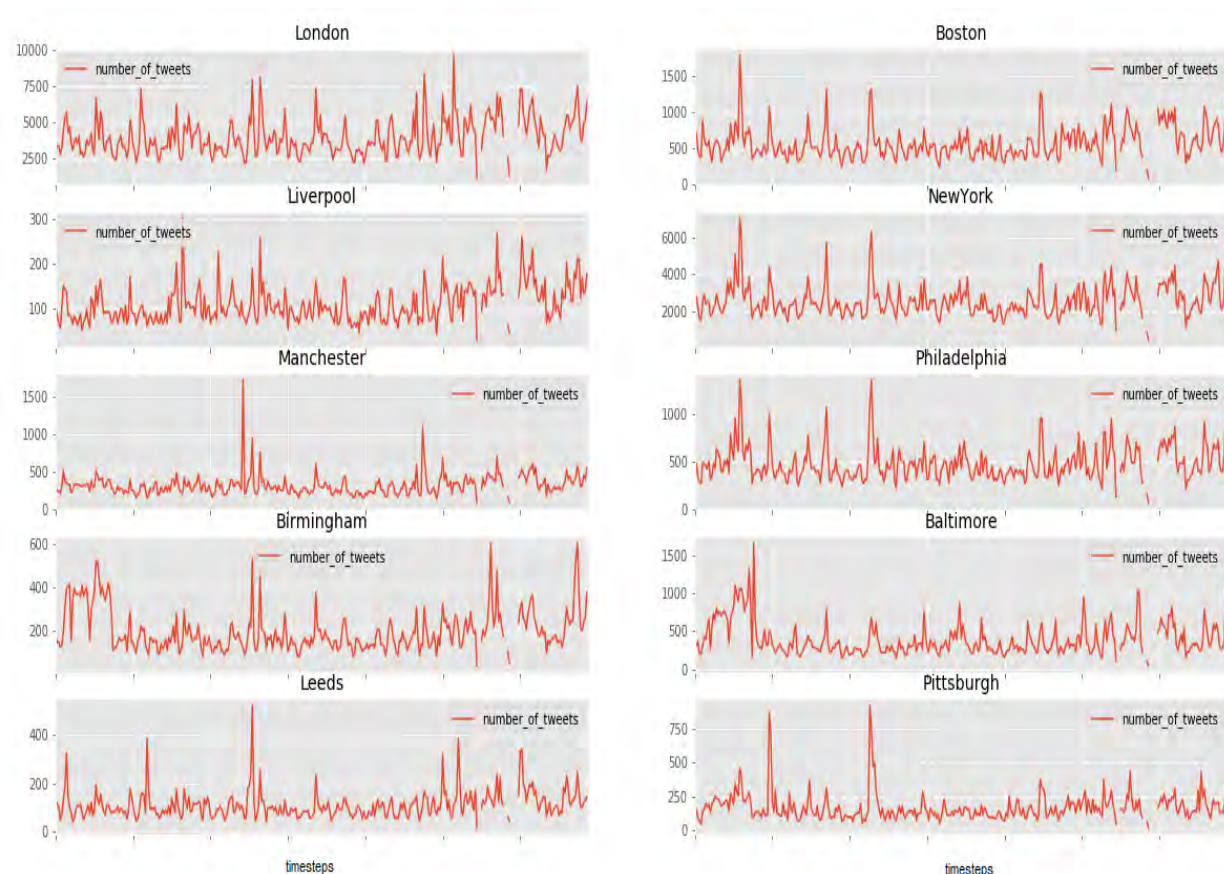 London
10000
7500
5000
2500
number_of_tweets
Liverpool
300
200
100
number_of_tweets
Manchester
1500
1000
500
0
number_of_tweets
Birmingham
600
400
200
number_of_tweets
Leeds
400
200
0
number_of_tweets
timesteps
Boston
1500
1000
500
0
number_of_tweets
NewYork
6000
4000
2000
number_of_tweets
Philadelphia
1000
500
0
number_of_tweets
Baltimore
1500
1000
500
0
number_of_tweets
Pittsburgh
750
500
250
0
number_of_tweets
timesteps